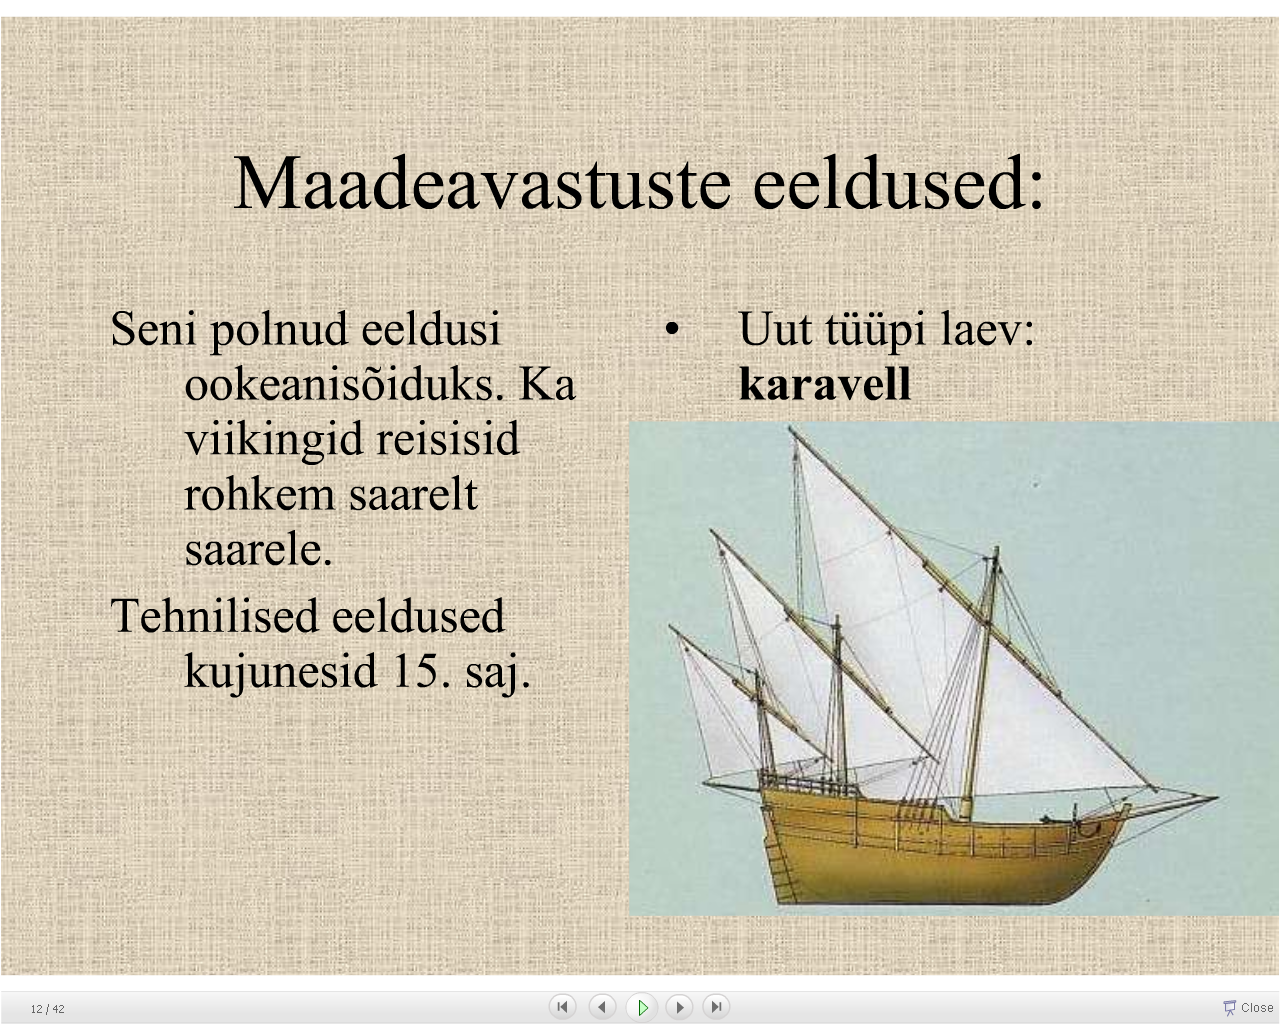 Maadeavastuste eeldused:
Seni polnud eeldusi
ookeanisõiduks. Ka
viikingid reisisid
rohkem saarelt
saarele.
Tehnilised eeldused
kujunesid 15. saj.
• Uut tüüpi laev:
karavell
12 / 42
Close